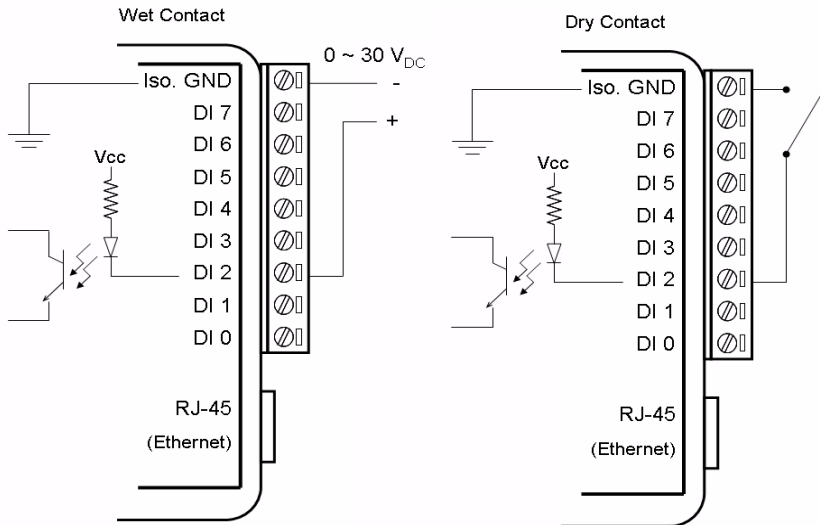 Wet Contact
0 ~ 30 VDC
Iso. GND
-
DI 7
+
DI 6
Vcc
DI 5
DI 4
DI 3
DI 2
DI 1
DI 0
RJ-45
(Ethernet)
Dry Contact
Iso. GND
DI 7
DI 6
Vcc
DI 5
DI 4
DI 3
DI 2
DI 1
DI 0
RJ-45
(Ethernet)